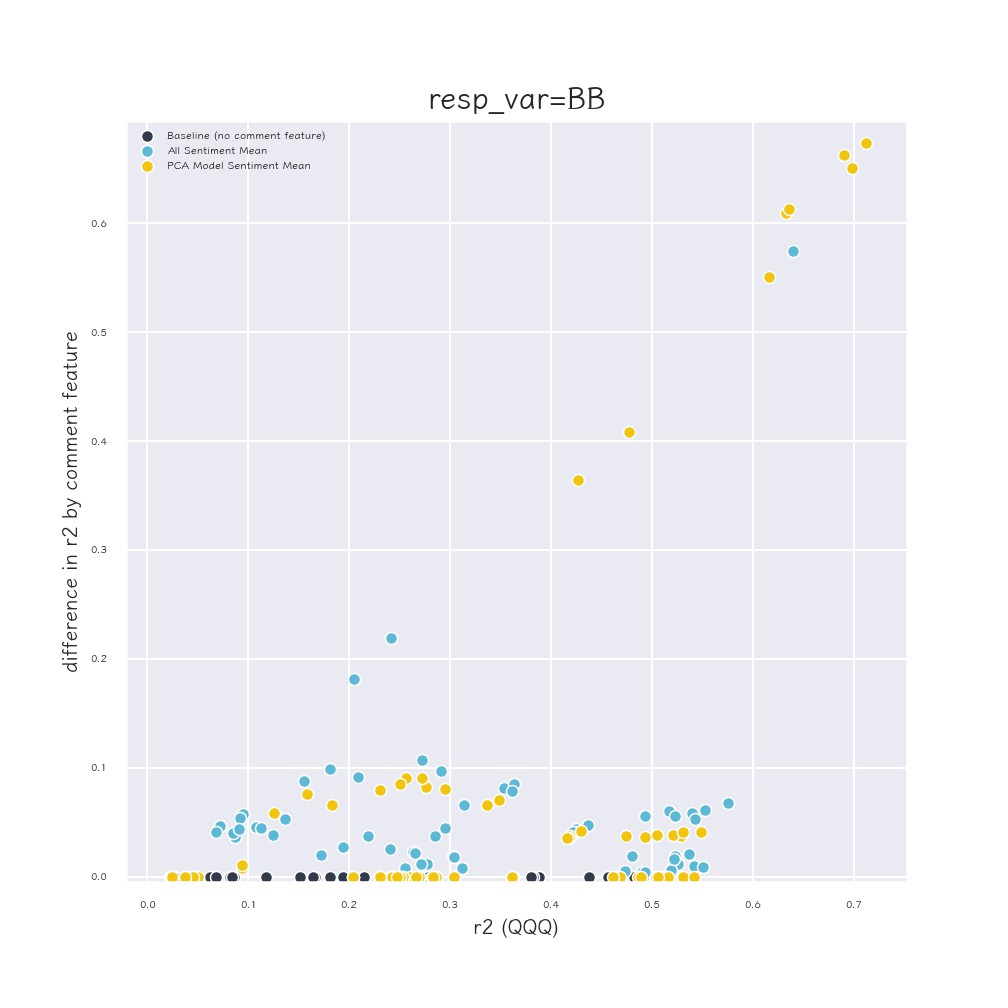 resp_var=BB
Baseline (no comment feature)
All Sentiment Mean
PCA Model Sentiment Mean
difference in r2 by comment feature
0.6
0.5
0.4
0.3
0.2
0.1
0.0
0.0 0.1 0.2 0.3 0.4 0.5 0.6 0.7
r2 (QQQ)